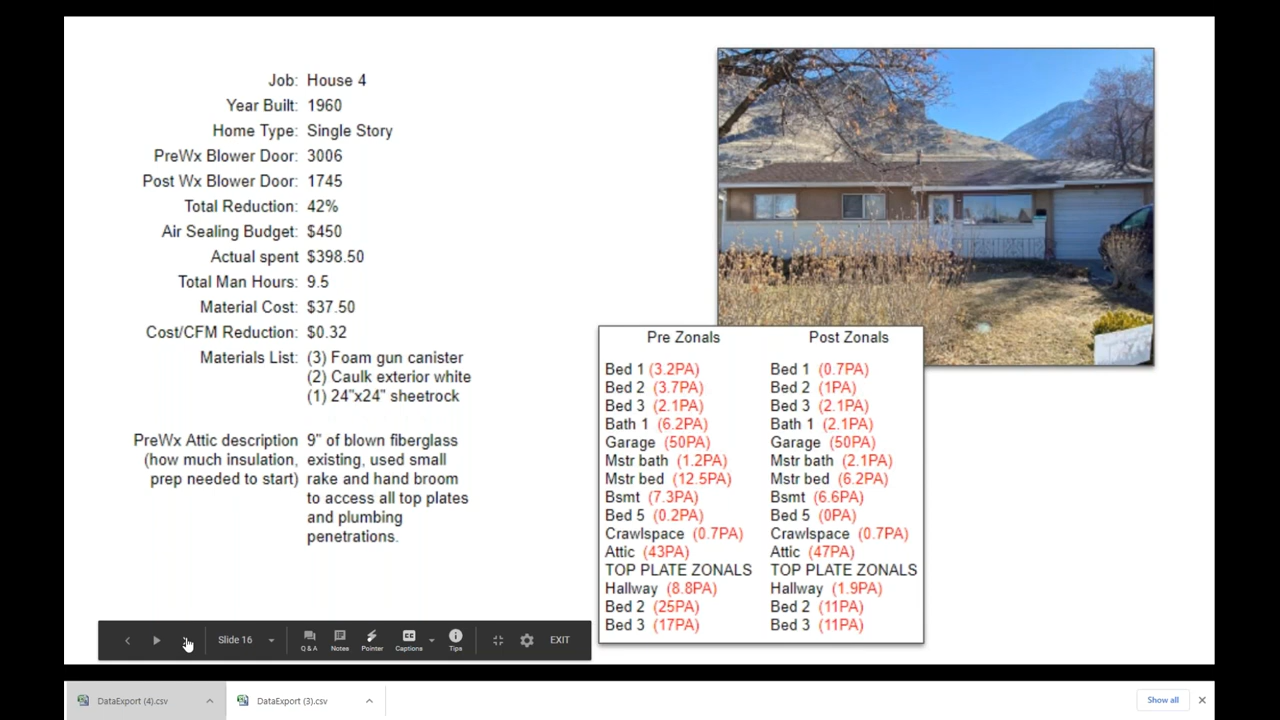 Job: House 4
Year Built: 1960
Home Type: Single Story
PreWx Blower Door: 3006
Post Wx Blower Door: 1745
Total Reduction: 42%
Air Sealing Budget: $450
Actual spent $398.50
Total Man Hours: 9.5
Material Cost: $37.50
Cost/CFM Reduction: $0.32
Materials List: (3) Foam gun canister
(2) Caulk exterior white
(1) 24"x24" sheetrock
PreWx Attic description 9" of blown fiberglass
(how much insulation, existing, used small
prep needed to start) rake and hand broom
to access all top plates
and plumbing
penetrations.
Pre Zonals
Bed 1 (3.2PA)
Bed 2 (3.7PA)
Bed 3 (2.1PA)
Bath 1 (6.2PA)
Garage (50PA)
Mstr bath (1.2PA)
Mstr bed (12.5PA)
Bsmt (7.3PA)
Bed 5 (0.2PA)
Crawlspace (0.7PA)
Attic (43PA)
TOP PLATE ZONALS
Hallway (8.8PA)
Bed 2 (25PA)
Bed 3 (17PA)
Post Zonals
Bed 1 (0.7PA)
Bed 2 (1PA)
Bed 3 (2.1PA)
Bath 1 (2.1PA)
Garage (50PA)
Mstr bath (2.1PA)
Mstr bed (6.2PA)
Bsmt (6.6PA)
Bed 5 (0PA)
Crawlspace (0.7PA)
Attic (47PA)
TOP PLATE ZONALS
Hallway (1.9PA)
Bed 2 (11PA)
Bed 3 (11PA)
Slide 16
Q & A
Notes
Pointer
CC
Captions
Tips
EXIT
DataExport (4).csv
DataExport (3).csv
Show all